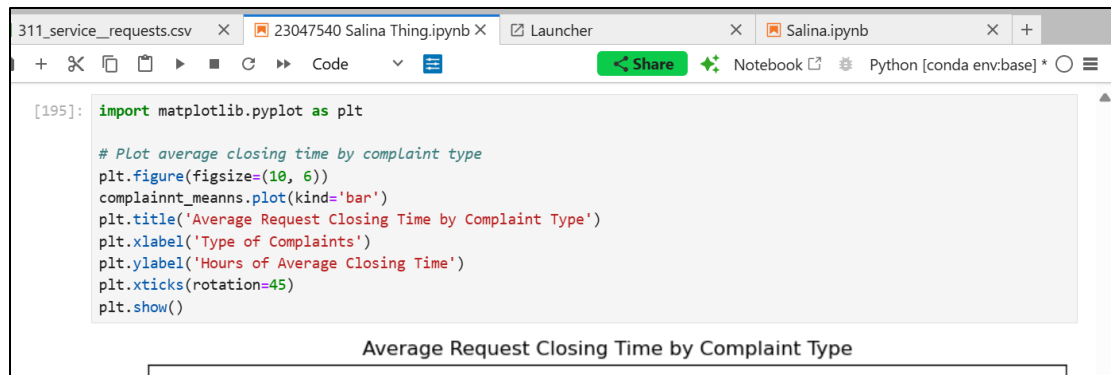 311_service__requests.csv 23047540 Salina Thing.ipynb Launcher Salina.ipynb
Code Share Notebook Python [conda env:base] *
[195]: import matplotlib.pyplot as plt
# Plot average closing time by complaint type
plt.figure(figsize=(10, 6))
complainnt_meanns.plot(kind='bar')
plt.title('Average Request Closing Time by Complaint Type')
plt.xlabel('Type of Complaints')
plt.ylabel('Hours of Average Closing Time')
plt.xticks(rotation=45)
plt.show()
Average Request Closing Time by Complaint Type